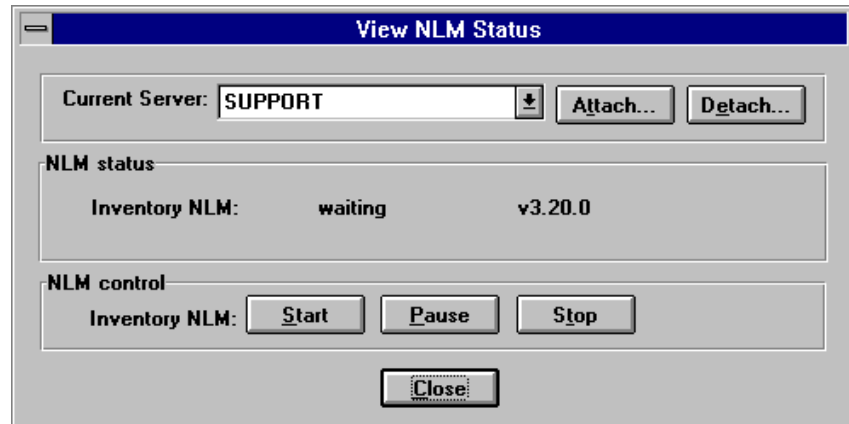 View NLM Status
Current Server: SUPPORT Attach... Detach...
NLM status
Inventory NLM: waiting v3.20.0
NLM control
Inventory NLM: Start Pause Stop
Close